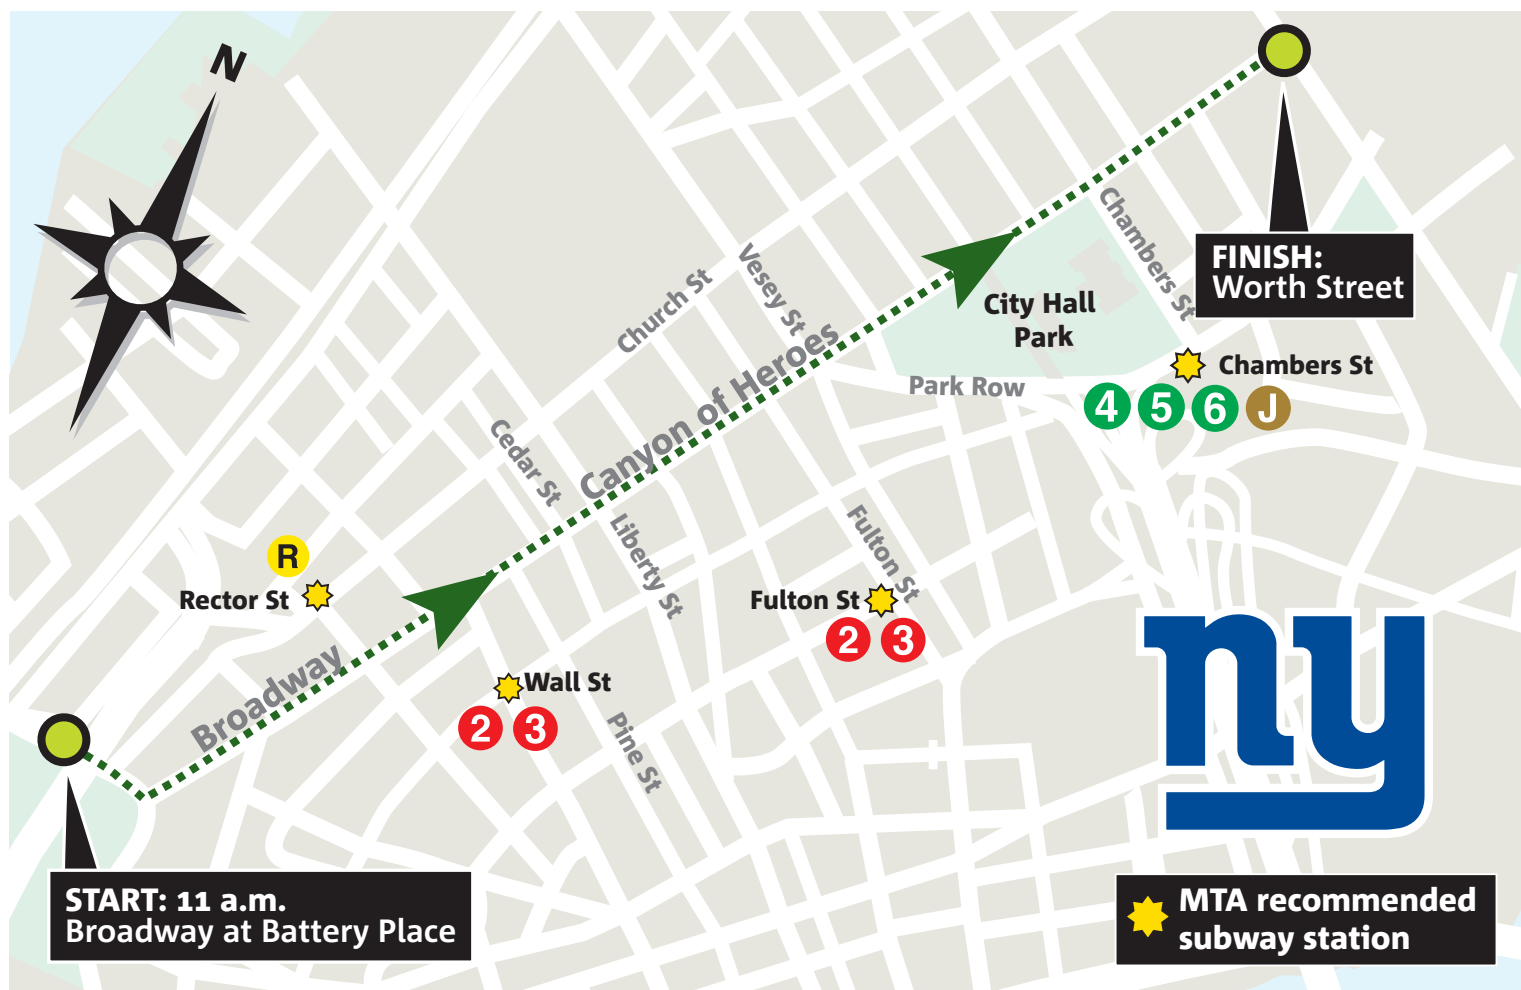 N
Chambers St
FINISH:
Worth Street
Vesey St
Church St
City Hall
Park
Canyon of Heroes
Chambers St
Park Row
4 5 6 J
Cedar St
Liberty St
Fulton St
R
Rector St
Fulton St
2 3
Broadway
Wall St
2 3
Pine St
ny
START: 11 a.m.
Broadway at Battery Place
MTA recommended
subway station